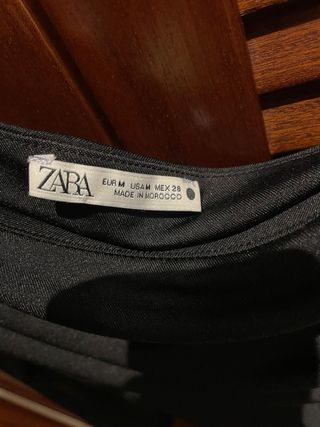 ZARA
EUR M USA M MEX 28
MADE IN MOROCCO